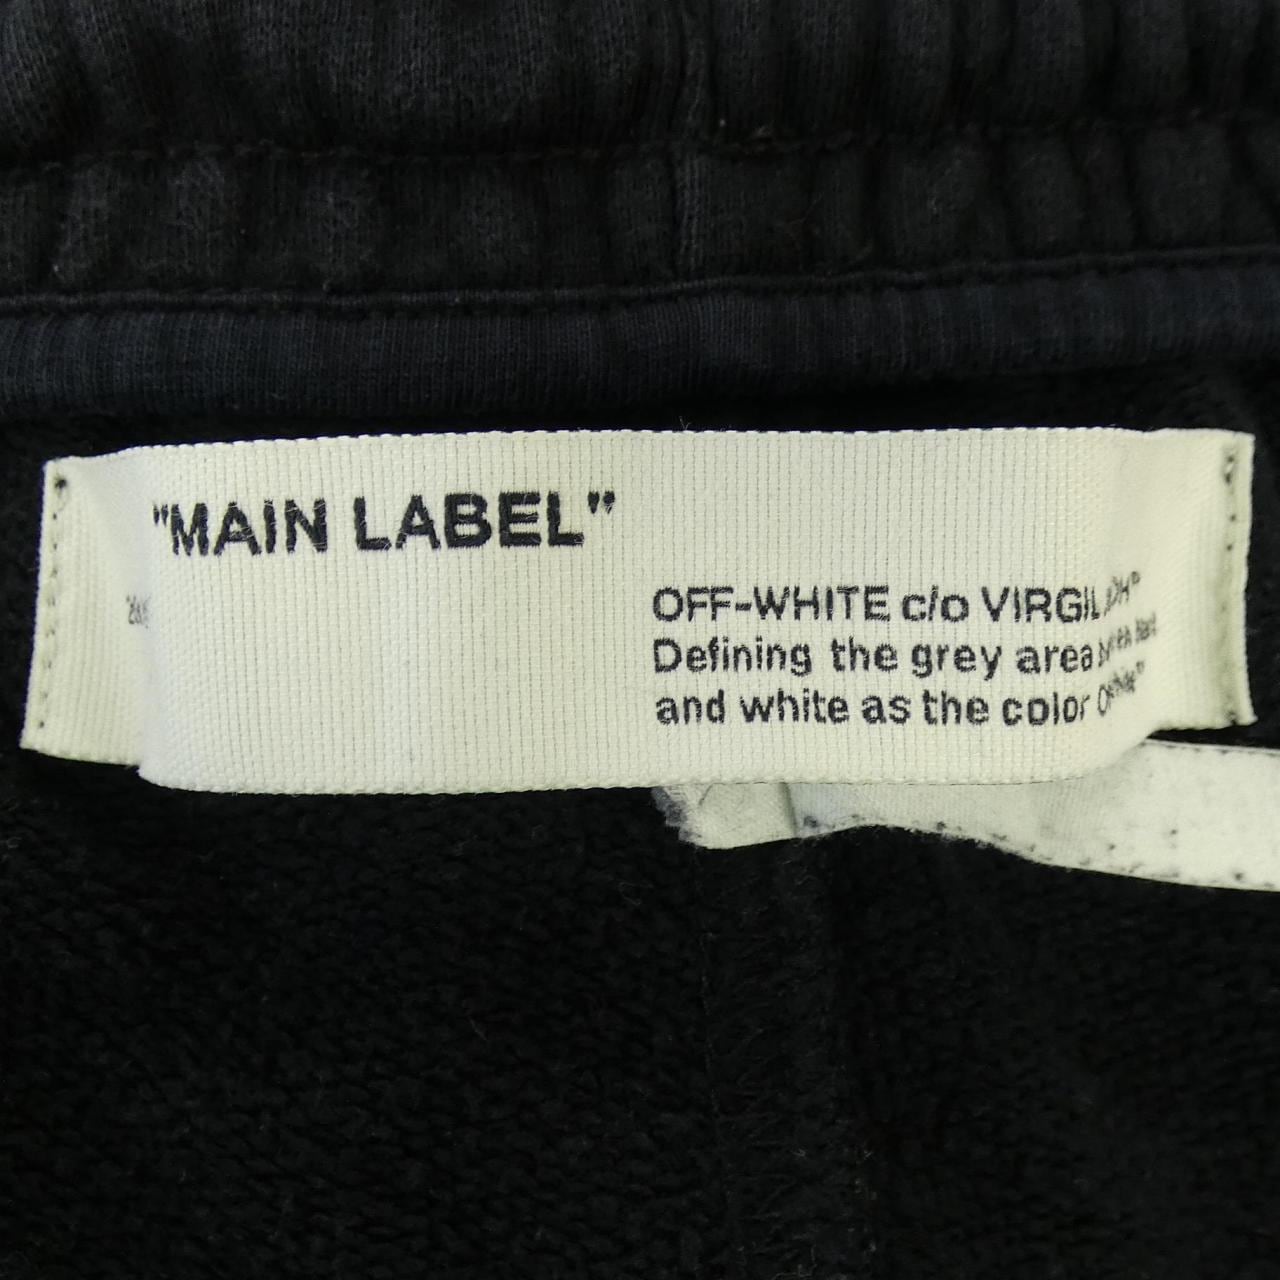 "MAIN LABEL"
OFF-WHITE c/o VIRGIL
Defining the grey area
and white as the color